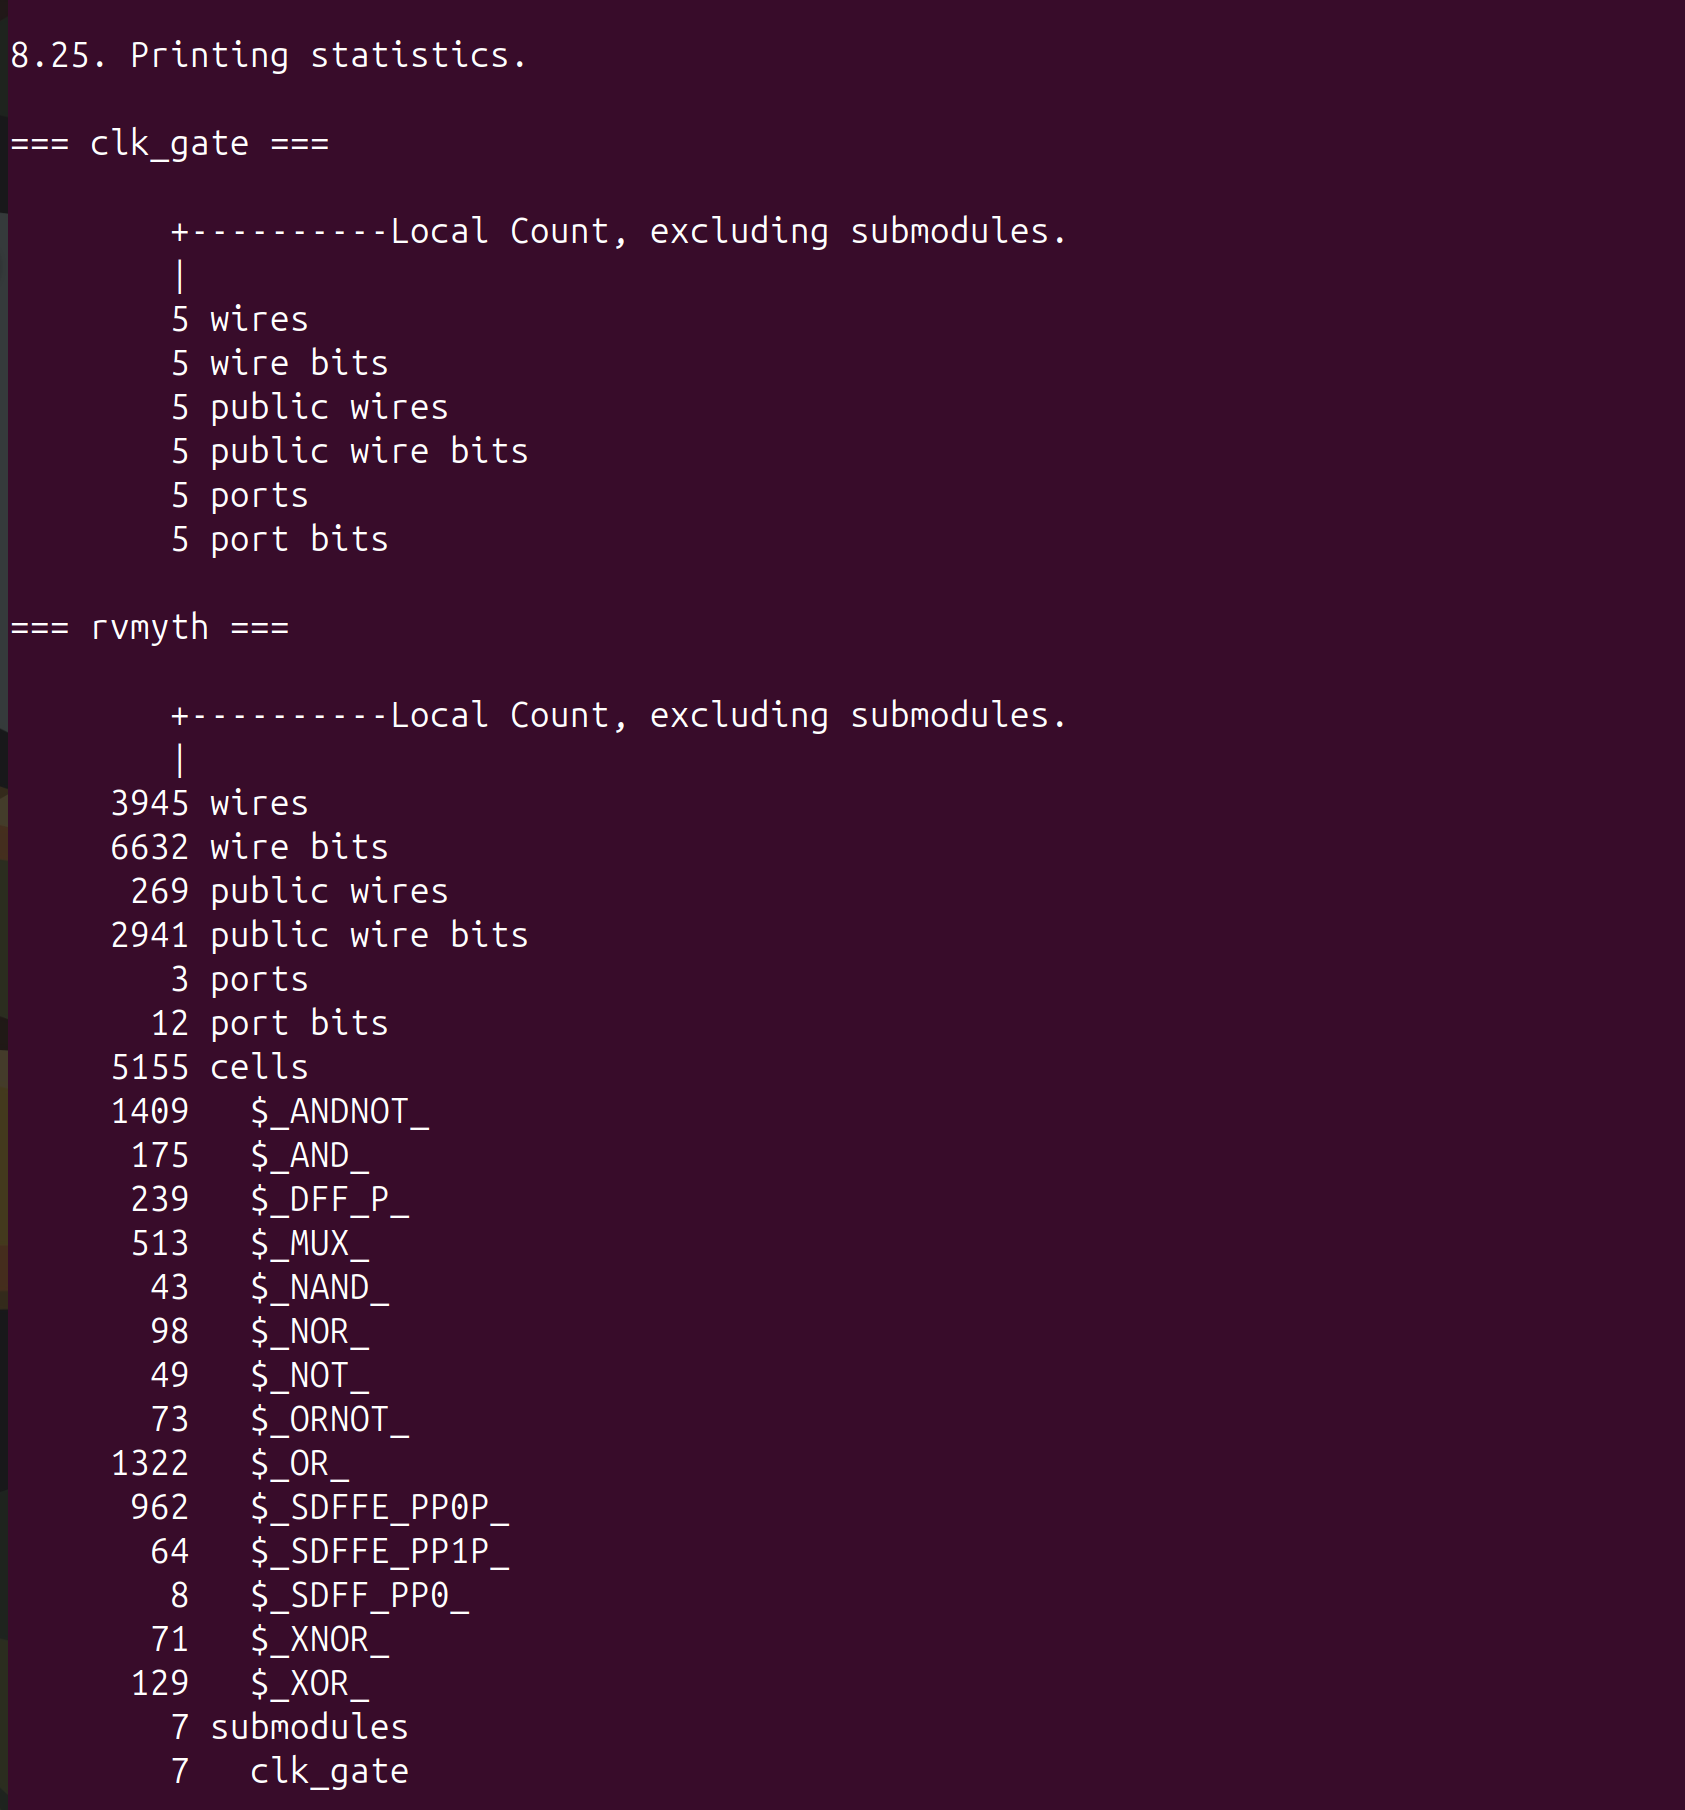 8.25. Printing statistics.
=== clk_gate ===
+----------Local Count, excluding submodules.
|
5 wires
5 wire bits
5 public wires
5 public wire bits
5 ports
5 port bits
=== rvmyth ===
+----------Local Count, excluding submodules.
|
3945 wires
6632 wire bits
269 public wires
2941 public wire bits
3 ports
12 port bits
5155 cells
1409   $_ANDNOT_
175   $_AND_
239   $_DFF_P_
513   $_MUX_
43   $_NAND_
98   $_NOR_
49   $_NOT_
73   $_ORNOT_
1322   $_OR_
962   $_SDFFE_PP0P_
64   $_SDFFE_PP1P_
8   $_SDFF_PP0_
71   $_XNOR_
129   $_XOR_
7 submodules
7   clk_gate